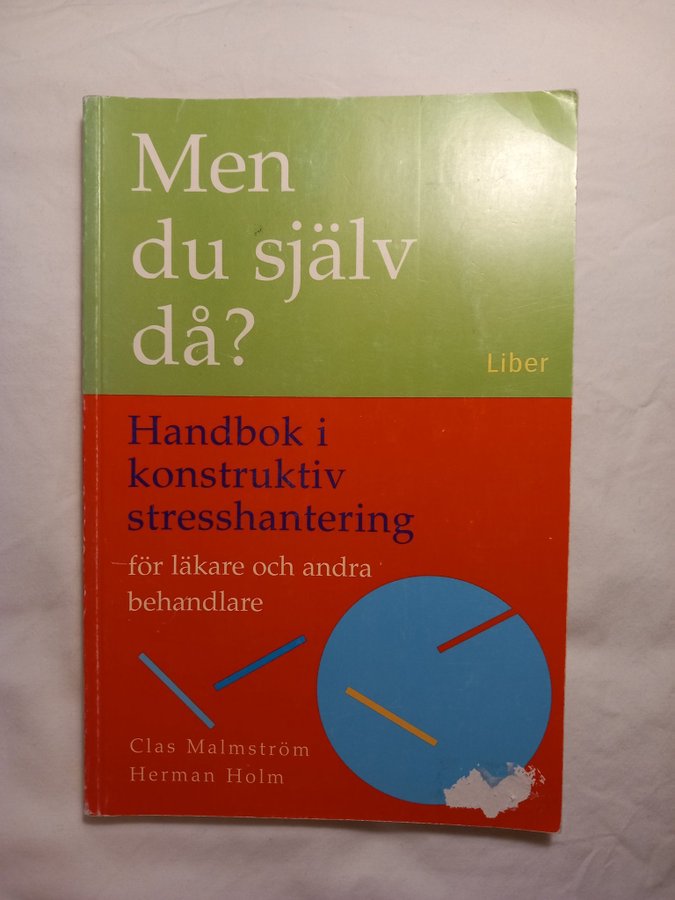 Men
du själv
då?
Liber
Handbok i
konstruktiv
stresshantering
för läkare och andra
behandlare
Clas Malmström
Herman Holm